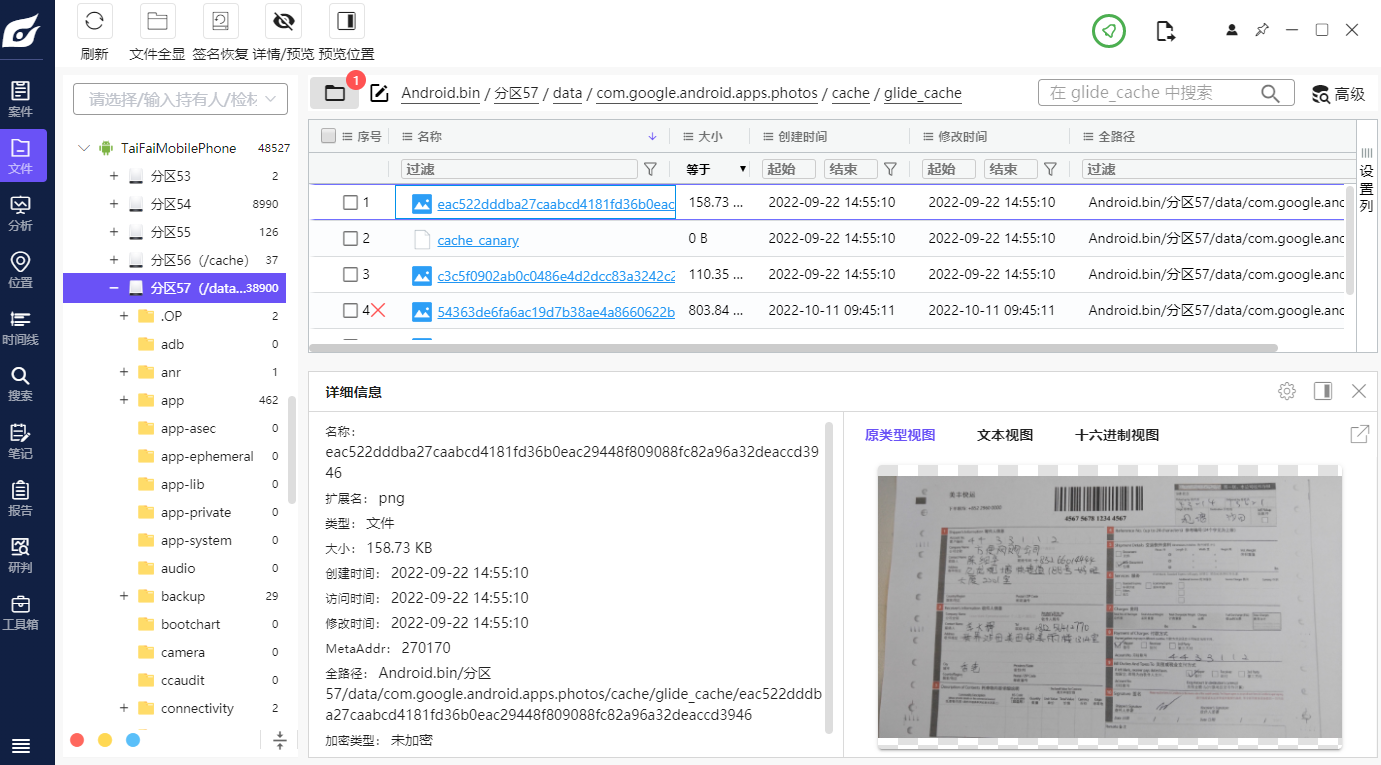 刷新 文件全显 签名恢复 详情/预览 预览位置
案件
文件
分析
位置
时间线
搜索
笔记
报告
研判
工具箱
请选择/输入持有人/检材
TaiFaiMobilePhone 48527
分区53 2
分区54 8990
分区55 126
分区56（/cache） 37
分区57（/data... 38900
.OP 2
adb 0
anr 1
app 462
app-asec 0
app-ephemeral 0
app-lib 0
app-private 0
app-system 0
audio 0
backup 29
bootchart 0
camera 0
ccaudit 0
connectivity 2
1
Android.bin / 分区57 / data / com.google.android.apps.photos / cache / glide_cache
在 glide_cache 中搜索
高级
序号 名称 大小 创建时间 修改时间 全路径
过滤 等于 起始 结束 起始 结束 过滤
设置列
1 eac522dddba27caabcd4181fd36b0eac 158.73 ... 2022-09-22 14:55:10 2022-09-22 14:55:10 Android.bin/分区57/data/com.google.anc
2 cache_canary 0 B 2022-09-22 14:55:10 2022-09-22 14:55:10 Android.bin/分区57/data/com.google.anc
3 c3c5f0902ab0c0486e4d2dcc83a3242c2 110.35 ... 2022-09-22 14:55:10 2022-09-22 14:55:10 Android.bin/分区57/data/com.google.anc
4 54363de6fa6ac19d7b38ae4a8660622b 803.84 ... 2022-10-11 09:45:11 2022-10-11 09:45:11 Android.bin/分区57/data/com.google.anc
详细信息
名称：
eac522dddba27caabcd4181fd36b0eac29448f809088fc82a96a32deaccd39
46
扩展名： png
类型： 文件
大小： 158.73 KB
创建时间： 2022-09-22 14:55:10
访问时间： 2022-09-22 14:55:10
修改时间： 2022-09-22 14:55:10
MetaAddr： 270170
全路径： Android.bin/分区
57/data/com.google.android.apps.photos/cache/glide_cache/eac522dddb
a27caabcd4181fd36b0eac29448f809088fc82a96a32deaccd3946
加密类型： 未加密
原类型视图 文本视图 十六进制视图
4567 5678 1234 4567
4433112
4433112